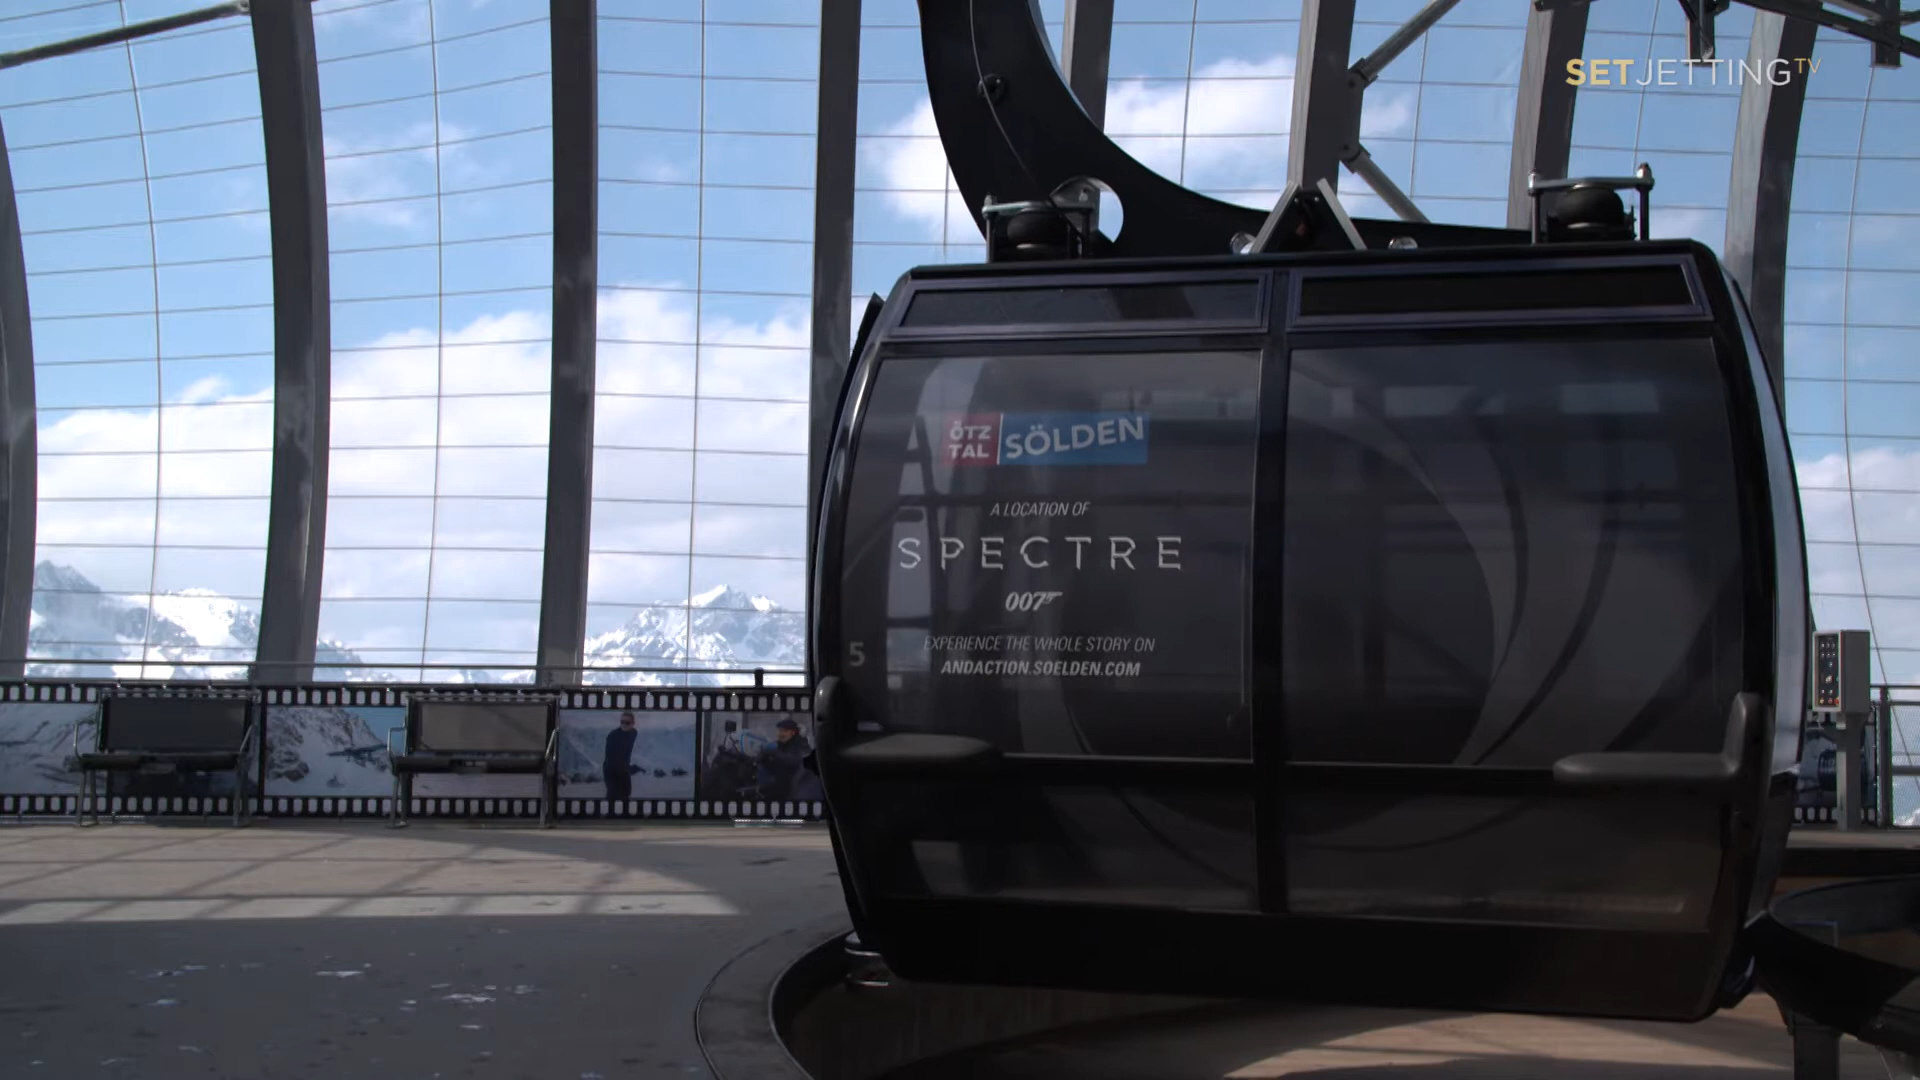 SETJETTINGTV
ÖTZ
TAL
SÖLDEN
A LOCATION OF
SPECTRE
007
EXPERIENCE THE WHOLE STORY ON
ANDACTION.SOELDEN.COM
5